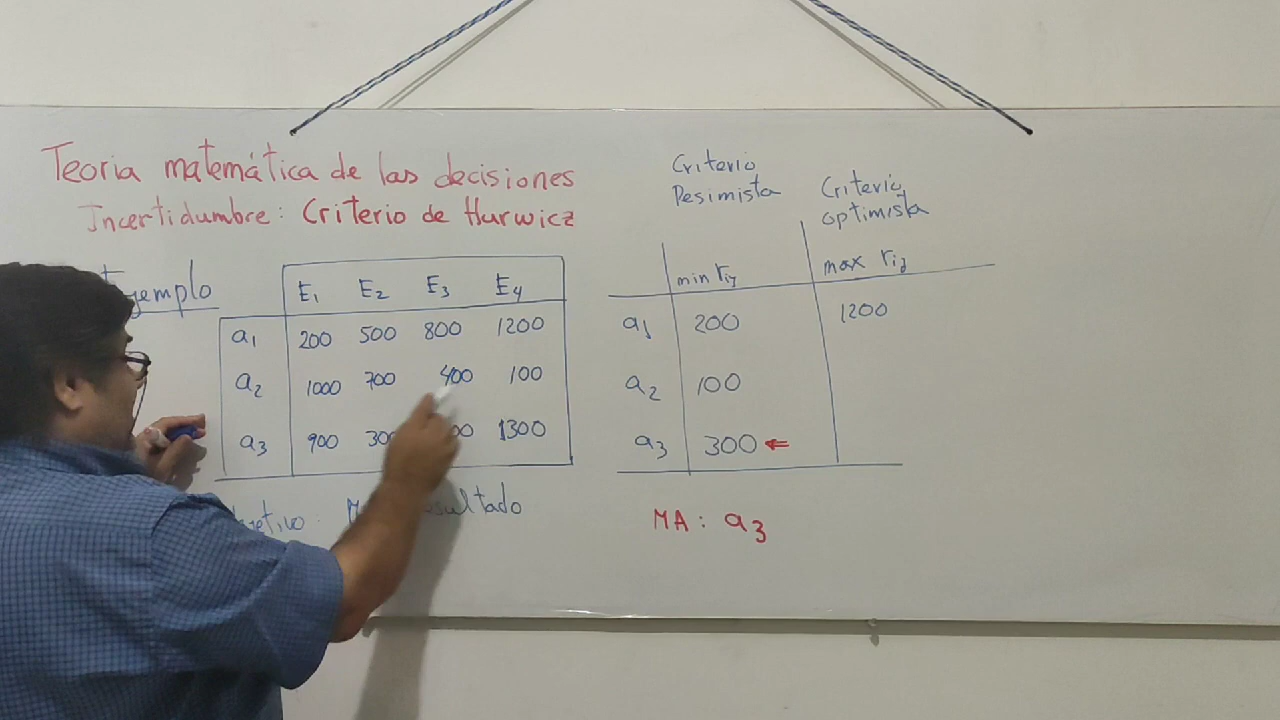 Teoria matemática de las decisiones
Incertidumbre: Criterio de Hurwicz
Ejemplo
E1 E2 E3 E4
a1 200 500 800 1200
a2 1000 700 400 100
a3 900 1300
Resultado
Criterio
Pesimista
Criterio
optimista
min rij max rij
a1 200 1200
a2 100
a3 300 ←
MA: a3